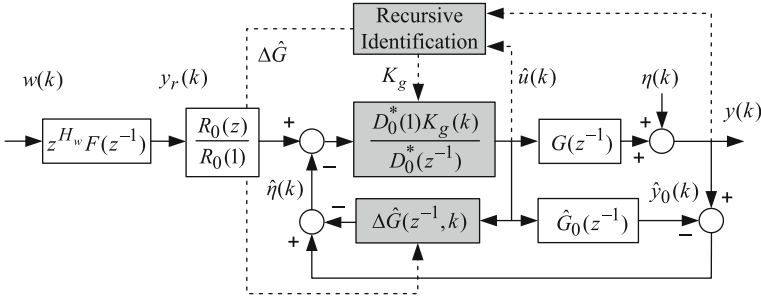 Recursive
Identification
ΔĜ
K_g
w(k)
y_r(k)
û(k)
η(k)
y(k)
z^{H_w}F(z^{-1})
R_0(z)
R_0(1)
+
−
D_0^*(1)K_g(k)
D_0^*(z^{-1})
G(z^{-1})
+
+
η̂(k)
ŷ_0(k)
+
−
ΔĜ(z^{-1},k)
Ĝ_0(z^{-1})
−
+